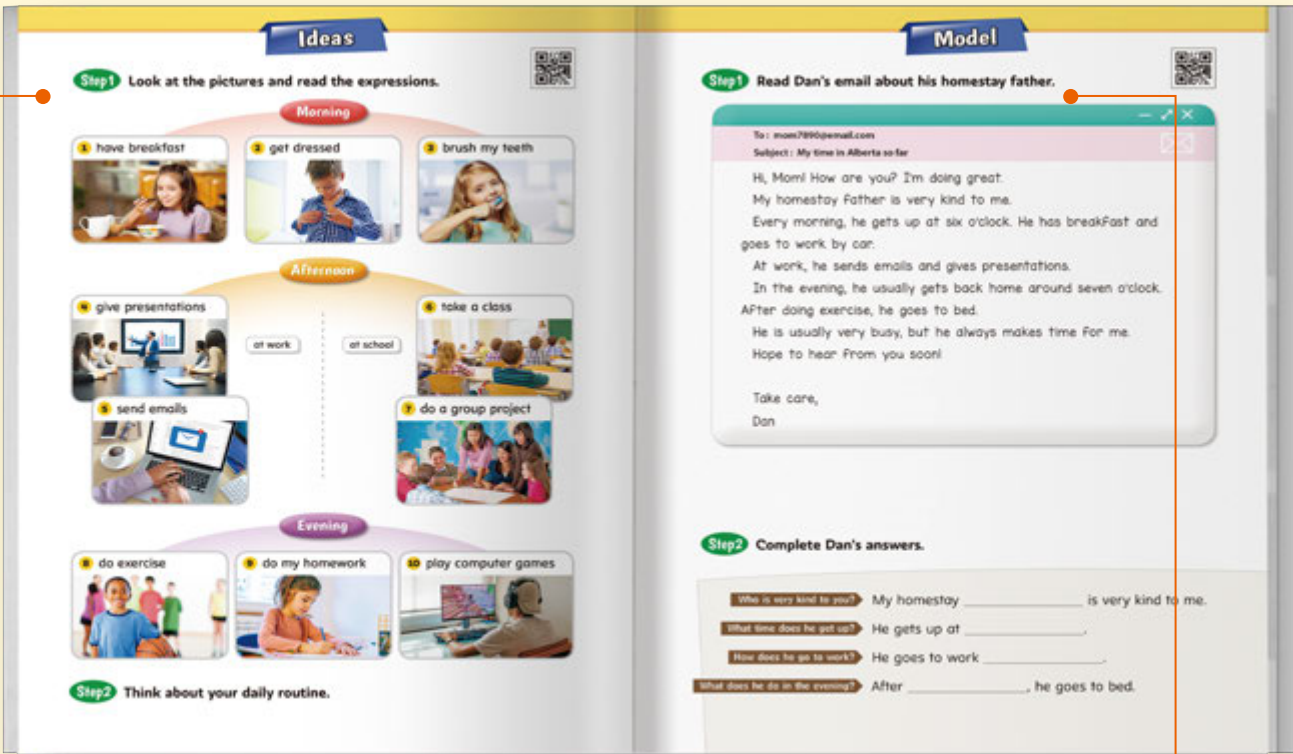 Ideas
Step1 Look at the pictures and read the expressions.
Morning
1 have breakfast
2 get dressed
3 brush my teeth
Afternoon
4 give presentations
at work
at school
6 take a class
5 send emails
7 do a group project
Evening
8 do exercise
9 do my homework
10 play computer games
Step2 Think about your daily routine.
Model
Step1 Read Dan's email about his homestay father.
To : mom7890@email.com
Subject : My time in Alberta so far
Hi, Mom! How are you? I'm doing great.
My homestay father is very kind to me.
Every morning, he gets up at six o'clock. He has breakfast and
goes to work by car.
At work, he sends emails and gives presentations.
In the evening, he usually gets back home around seven o'clock.
After doing exercise, he goes to bed.
He is usually very busy, but he always makes time for me.
Hope to hear from you soon!
Take care,
Dan
Step2 Complete Dan's answers.
Who is very kind to you? My homestay ______________ is very kind to me.
What time does he get up? He gets up at ______________.
How does he go to work? He goes to work ______________.
What does he do in the evening? After ______________, he goes to bed.